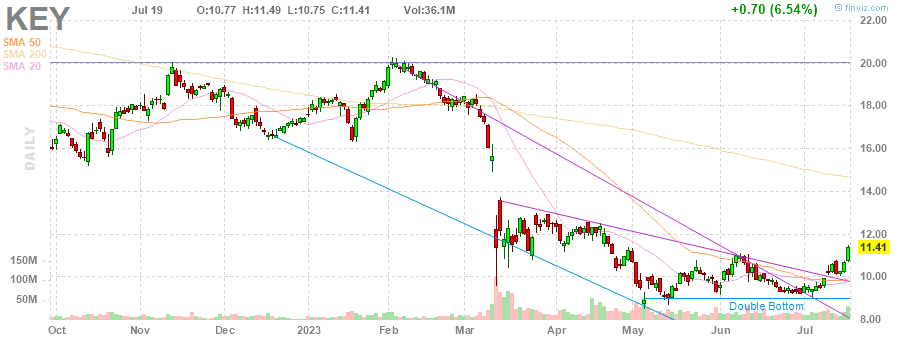 KEY
Jul 19 O:10.77 H:11.49 L:10.75 C:11.41 Vol:36.1M
+0.70 (6.54%)
© finviz.com
SMA 50
SMA 200
SMA 20
DAILY
22.00
20.00
18.00
16.00
14.00
12.00
11.41
10.00
8.00
150M
100M
50M
Double Bottom
Oct Nov Dec 2023 Feb Mar Apr May Jun Jul